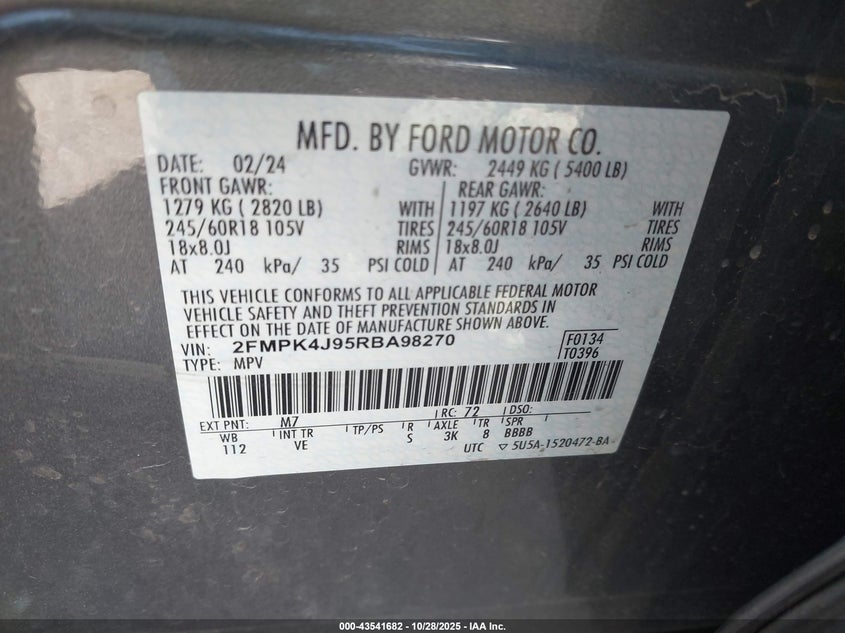 MFD. BY FORD MOTOR CO.
DATE: 02/24 GVWR: 2449 KG ( 5400 LB)
FRONT GAWR: REAR GAWR:
1279 KG ( 2820 LB) WITH 1197 KG ( 2640 LB) WITH
245/60R18 105V TIRES 245/60R18 105V TIRES
18x8.0J RIMS 18x8.0J RIMS
AT 240 kPa/ 35 PSI COLD AT 240 kPa/ 35 PSI COLD
THIS VEHICLE CONFORMS TO ALL APPLICABLE FEDERAL MOTOR
VEHICLE SAFETY AND THEFT PREVENTION STANDARDS IN
EFFECT ON THE DATE OF MANUFACTURE SHOWN ABOVE.
VIN: 2FMPK4J95RBA98270 F0134
TYPE: MPV T0396
EXT PNT: M7 RC: 72 DSO:
WB INT TR TP/PS R AXLE TR SPR
112 VE S 3K 8 BBBB
UTC ▽ 5U5A-1520472-BA
000-43541682 - 10/28/2025 - IAA Inc.